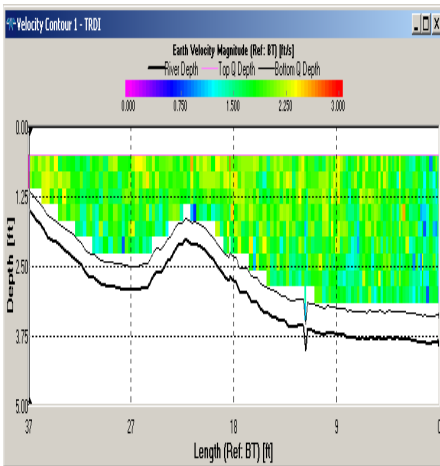 Velocity Contour 1 - TRDI
Earth Velocity Magnitude (Ref: BT) [ft/s]
River Depth Top Q Depth Bottom Q Depth
0.000 0.750 1.500 2.250 3.000
0.00
1.25
2.50
3.75
5.00
Depth [ft]
37 27 18 9 0
Length (Ref: BT) [ft]